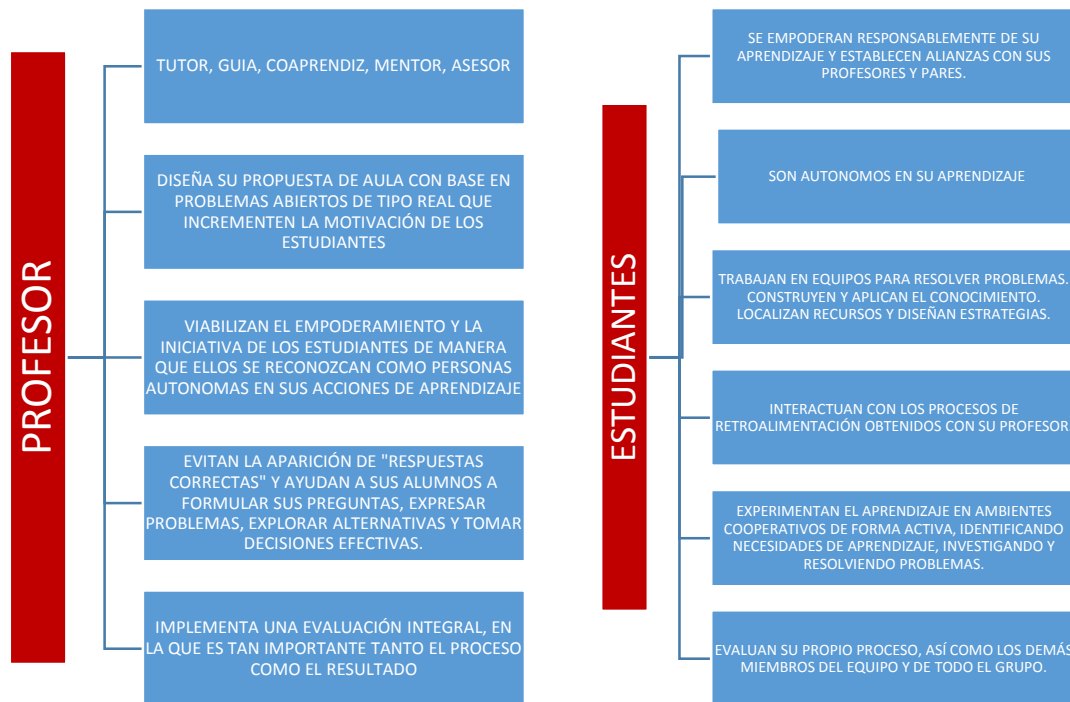 PROFESOR
TUTOR, GUIA, COAPRENDIZ, MENTOR, ASESOR
DISEÑA SU PROPUESTA DE AULA CON BASE EN
PROBLEMAS ABIERTOS DE TIPO REAL QUE
INCREMENTEN LA MOTIVACIÓN DE LOS
ESTUDIANTES
VIABILIZAN EL EMPODERAMIENTO Y LA
INICIATIVA DE LOS ESTUDIANTES DE MANERA
QUE ELLOS SE RECONOZCAN COMO PERSONAS
AUTONOMAS EN SUS ACCIONES DE APRENDIZAJE
EVITAN LA APARICIÓN DE "RESPUESTAS
CORRECTAS" Y AYUDAN A SUS ALUMNOS A
FORMULAR SUS PREGUNTAS, EXPRESAR
PROBLEMAS, EXPLORAR ALTERNATIVAS Y TOMAR
DECISIONES EFECTIVAS.
IMPLEMENTA UNA EVALUACIÓN INTEGRAL, EN
LA QUE ES TAN IMPORTANTE TANTO EL PROCESO
COMO EL RESULTADO
ESTUDIANTES
SE EMPODERAN RESPONSABLEMENTE DE SU
APRENDIZAJE Y ESTABLECEN ALIANZAS CON SUS
PROFESORES Y PARES.
SON AUTONOMOS EN SU APRENDIZAJE
TRABAJAN EN EQUIPOS PARA RESOLVER PROBLEMAS.
CONSTRUYEN Y APLICAN EL CONOCIMIENTO.
LOCALIZAN RECURSOS Y DISEÑAN ESTRATEGIAS.
INTERACTUAN CON LOS PROCESOS DE
RETROALIMENTACIÓN OBTENIDOS CON SU PROFESOR.
EXPERIMENTAN EL APRENDIZAJE EN AMBIENTES
COOPERATIVOS DE FORMA ACTIVA, IDENTIFICANDO
NECESIDADES DE APRENDIZAJE, INVESTIGANDO Y
RESOLVIENDO PROBLEMAS.
EVALUAN SU PROPIO PROCESO, ASÍ COMO LOS DEMÁS
MIEMBROS DEL EQUIPO Y DE TODO EL GRUPO.